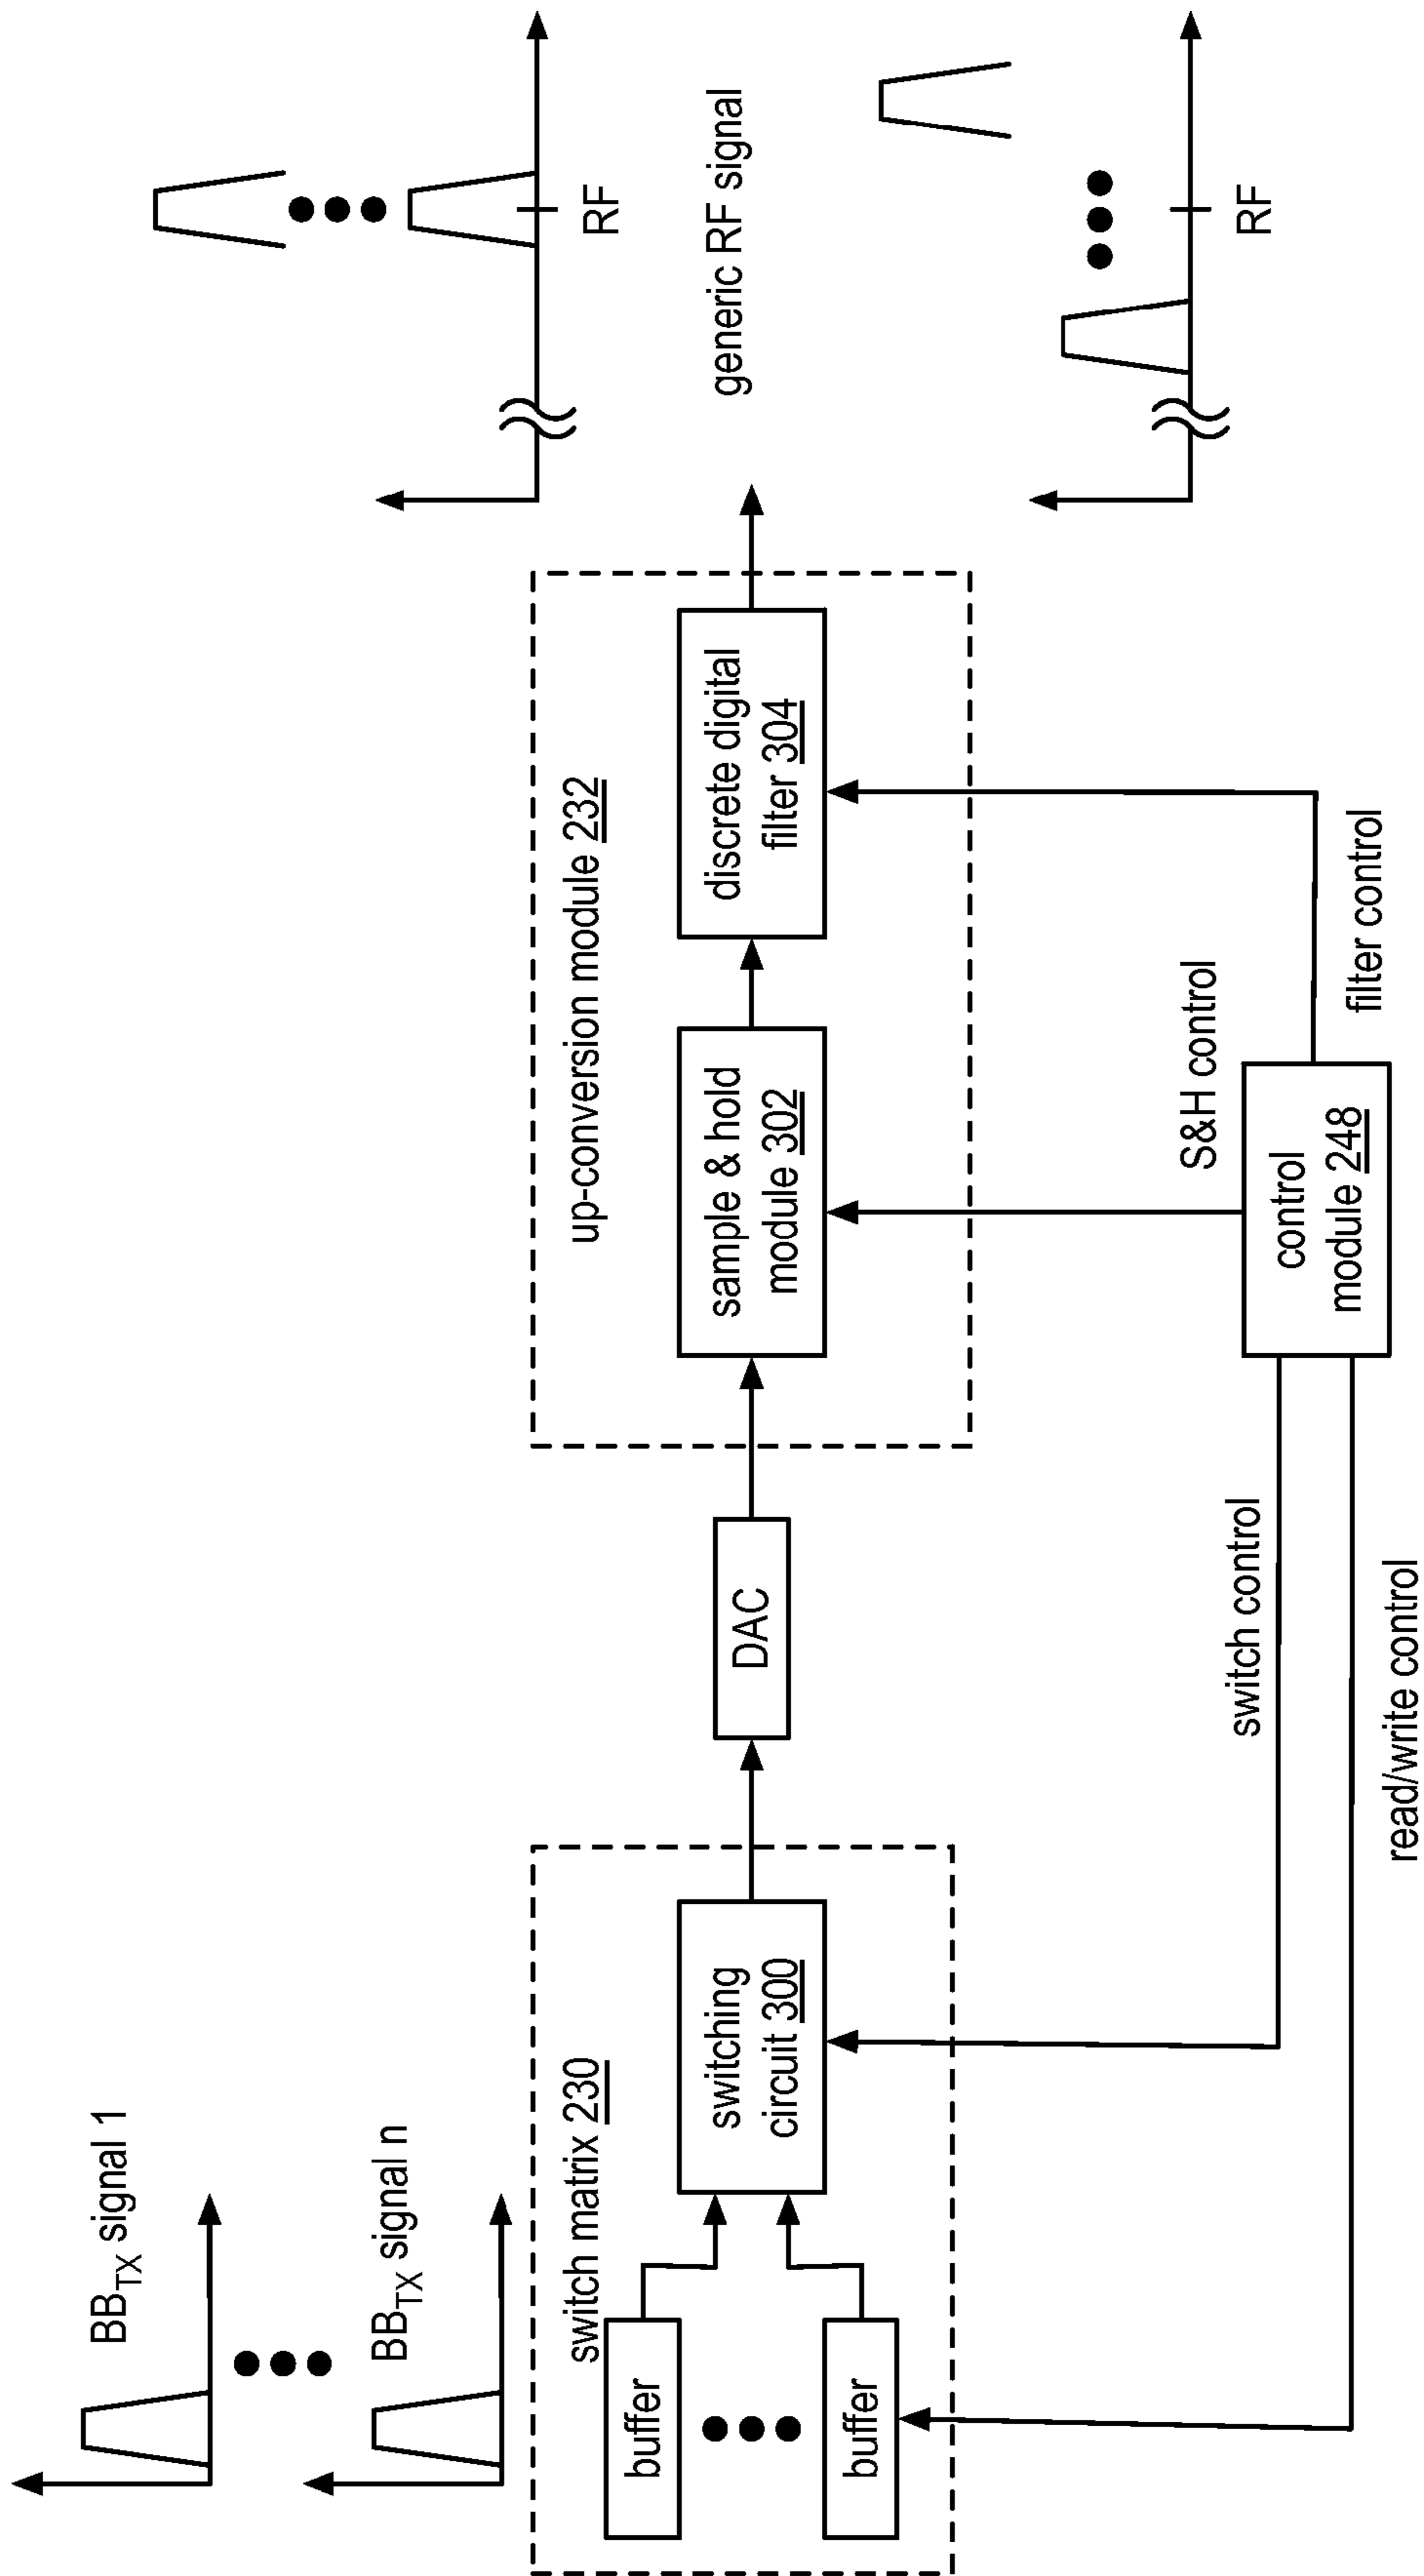 BBTX signal 1
BBTX signal n
switch matrix 230
buffer
buffer
switching
circuit 300
DAC
up-conversion module 232
sample & hold
module 302
discrete digital
filter 304
RF
generic RF signal
RF
switch control
read/write control
control
module 248
S&H control
filter control